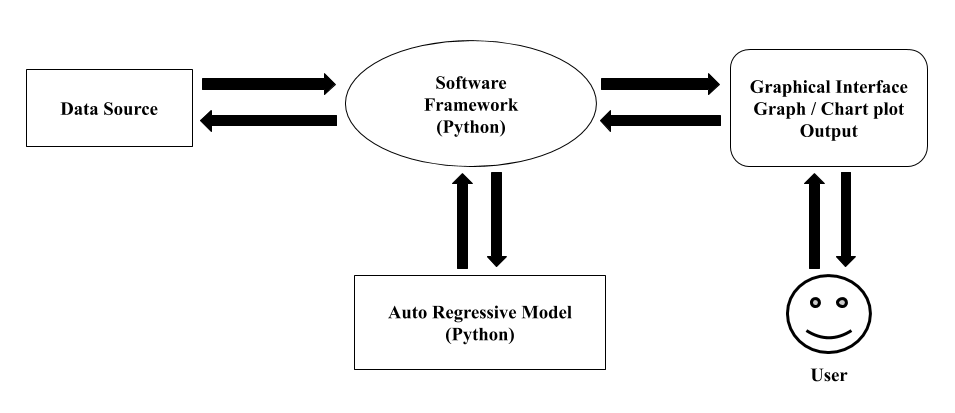 Data Source
Software
Framework
(Python)
Graphical Interface
Graph / Chart plot
Output
Auto Regressive Model
(Python)
User